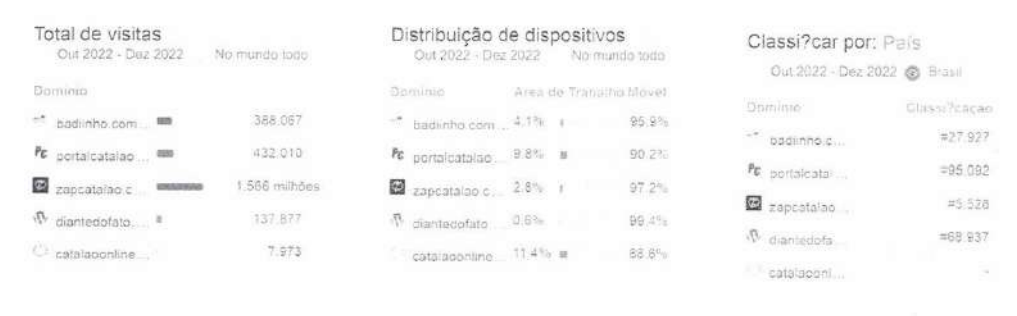 Total de visitas
Out 2022 - Dez 2022 No mundo todo
Domínio
badiinho.com... 388.067
portalcatalao... 432.010
zapcatalao.c... 1.566 milhões
diantedofato.... 137.877
catalaoonline... 7.973
Distribuição de dispositivos
Out 2022 - Dez 2022 No mundo todo
Domínio Área de Trabalho Móvel
badiinho.com... 4.1% 95.9%
portalcatalao... 9.8% 90.2%
zapcatalao.c... 2.8% 97.2%
diantedofato... 0.6% 99.4%
catalaoonline... 11.4% 88.6%
Classi?car por: País
Out 2022 - Dez 2022 Brasil
Domínio Classi?cação
badiinho.c... #27.927
portalcatal... #95.092
zapcatalao... #5.528
diantedofa... #68.937
catalaoonl... -